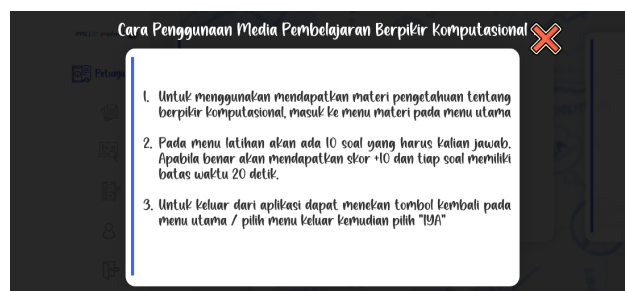 Cara Penggunaan Media Pembelajaran Berpikir Komputasional
Petunju
1. Untuk menggunakan mendapatkan materi pengetahuan tentang
berpikir komputasional, masuk ke menu materi pada menu utama
2. Pada menu latihan akan ada 10 soal yang harus kalian jawab.
Apabila benar akan mendapatkan skor +10 dan tiap soal memiliki
batas waktu 20 detik.
3. Untuk keluar dari aplikasi dapat menekan tombol kembali pada
menu utama / pilih menu keluar kemudian pilih "IYA"